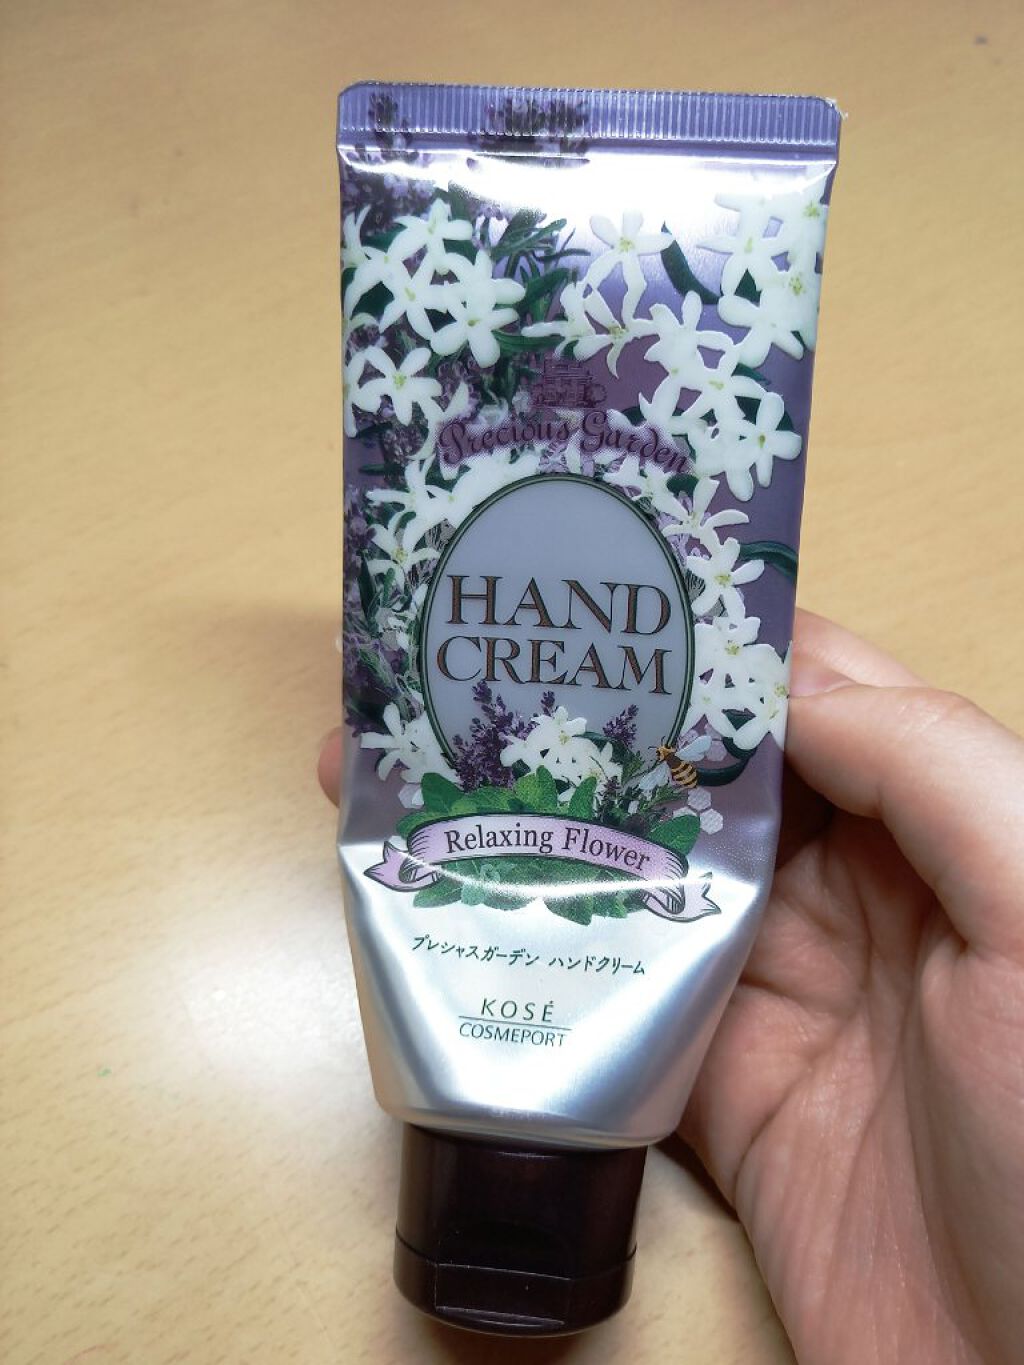 Precious Garden
HAND
CREAM
Relaxing Flower
プレシャスガーデン ハンドクリーム
KOSÉ
COSMEPORT